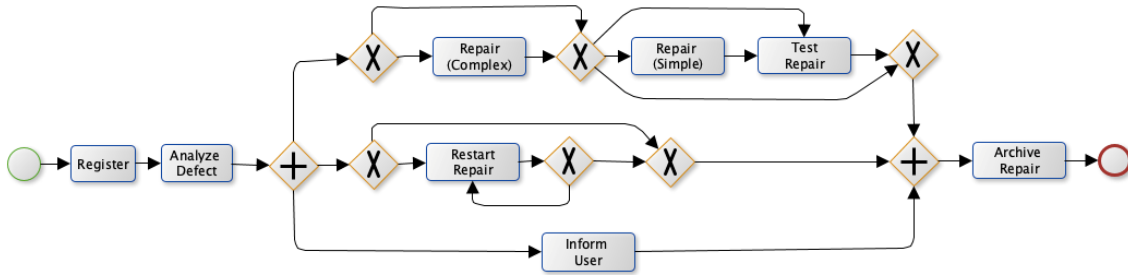 Repair
(Complex)
Repair
(Simple)
Test
Repair
Register
Analyze
Defect
Restart
Repair
Archive
Repair
Inform
User